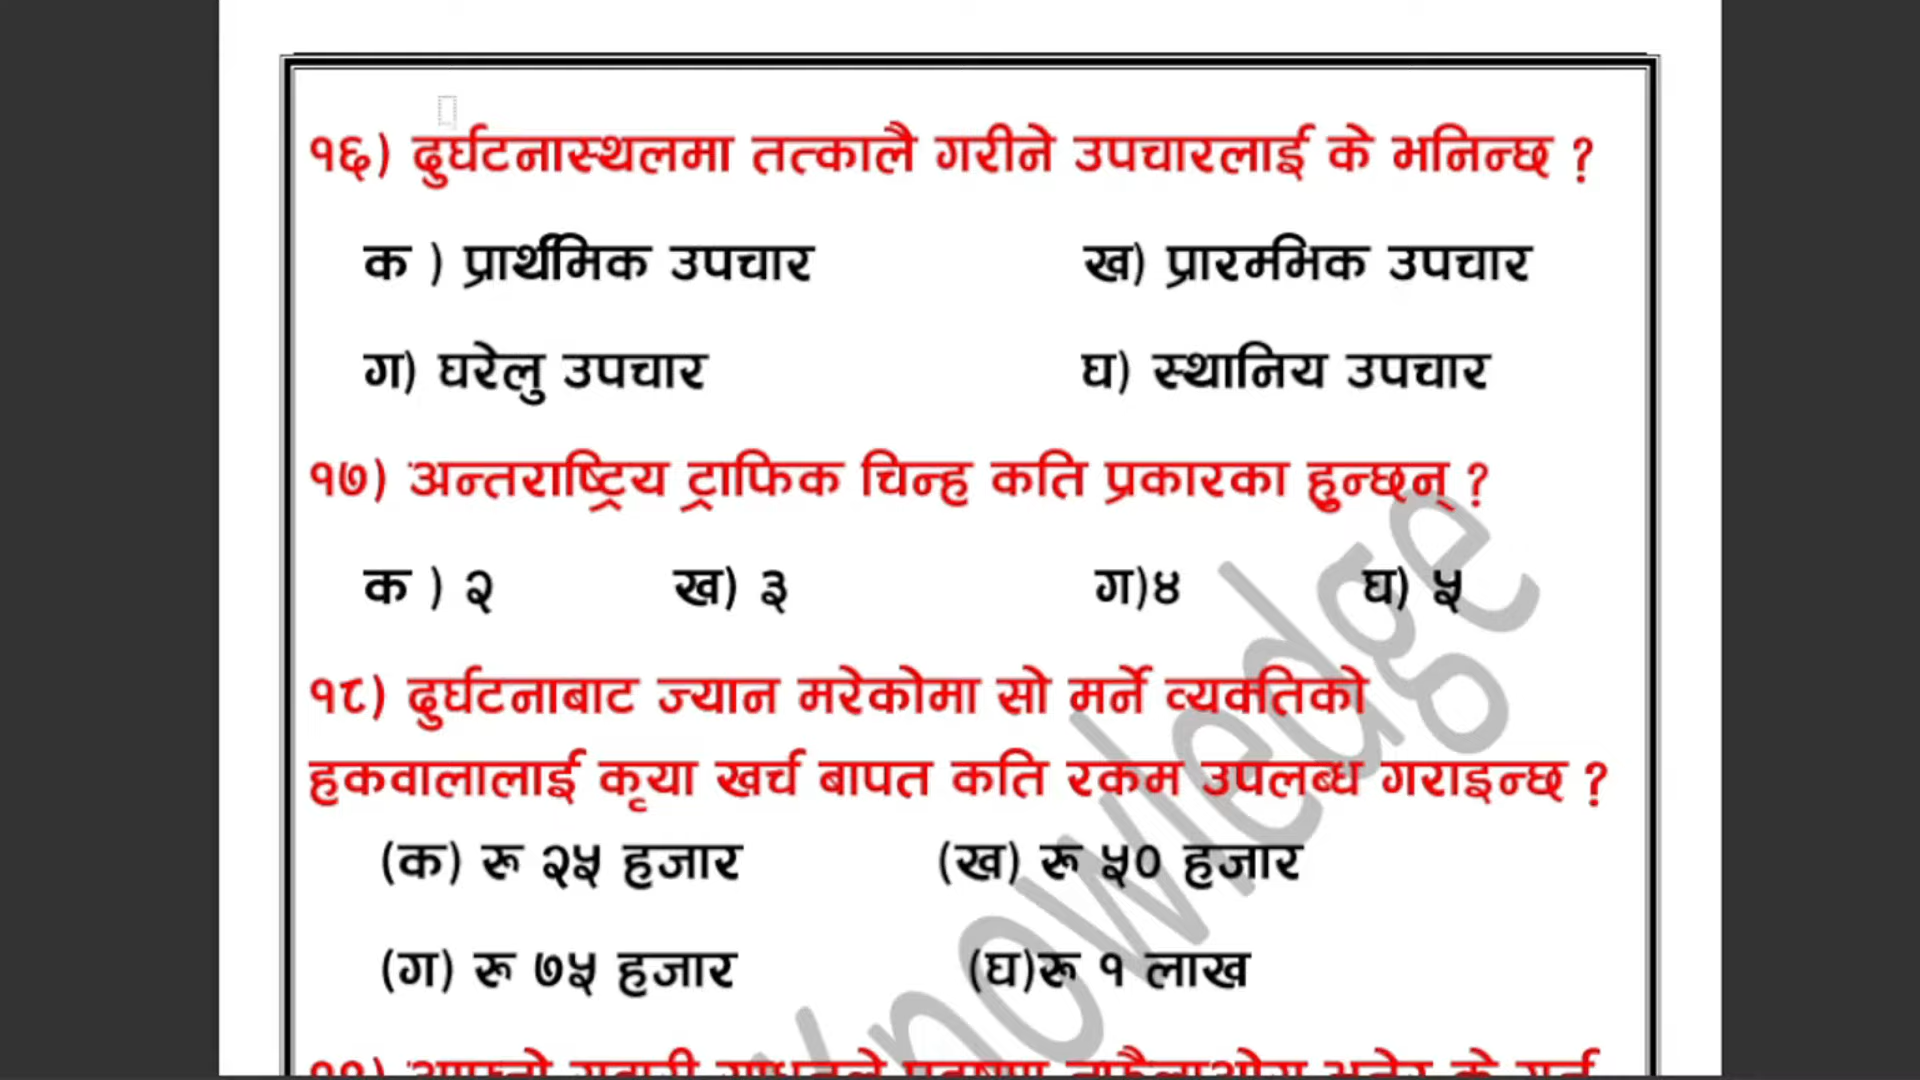 १६) दुर्घटनास्थलमा तत्कालै गरीने उपचारलाई के भनिन्छ ?
क ) प्रार्थमिक उपचार ख) प्रारम्भिक उपचार
ग) घरेलु उपचार घ) स्थानिय उपचार
१७) अन्तराष्ट्रिय ट्राफिक चिन्ह कति प्रकारका हुन्छन् ?
क ) २ ख) ३ ग)४ घ) ५
१८) दुर्घटनाबाट ज्यान मरेकोमा सो मर्ने व्यक्तिको
हकवालालाई कृया खर्च बापत कति रकम उपलब्ध गराइन्छ ?
(क) रू २५ हजार (ख) रू ५० हजार
(ग) रू ७५ हजार (घ)रू १ लाख
Knowledge